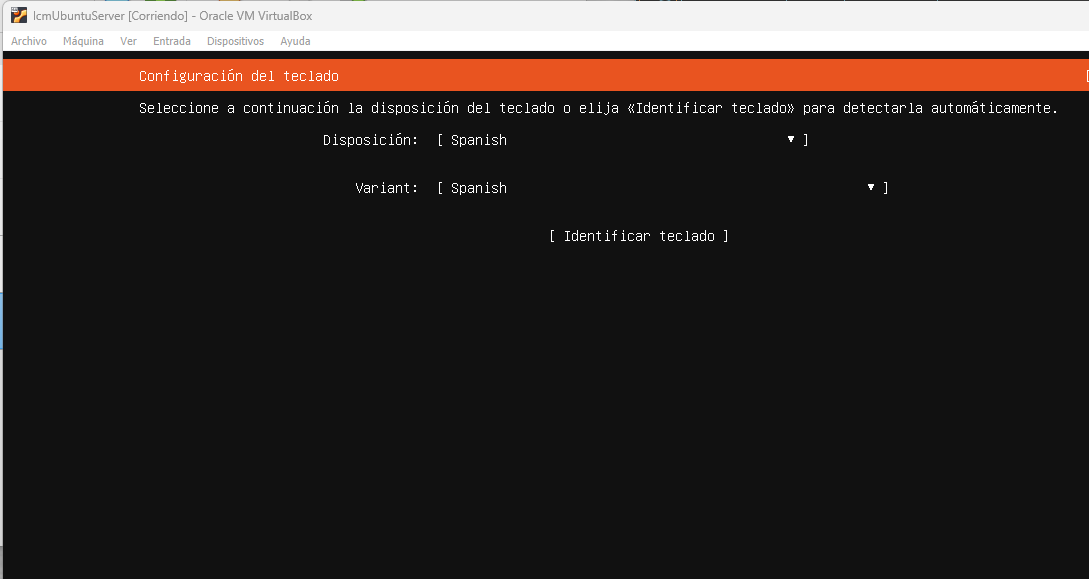 lcmUbuntuServer [Corriendo] - Oracle VM VirtualBox
Archivo Máquina Ver Entrada Dispositivos Ayuda
Configuración del teclado [
Seleccione a continuación la disposición del teclado o elija «Identificar teclado» para detectarla automáticamente.
Disposición: [ Spanish ▾ ]
Variant: [ Spanish ▾ ]
[ Identificar teclado ]